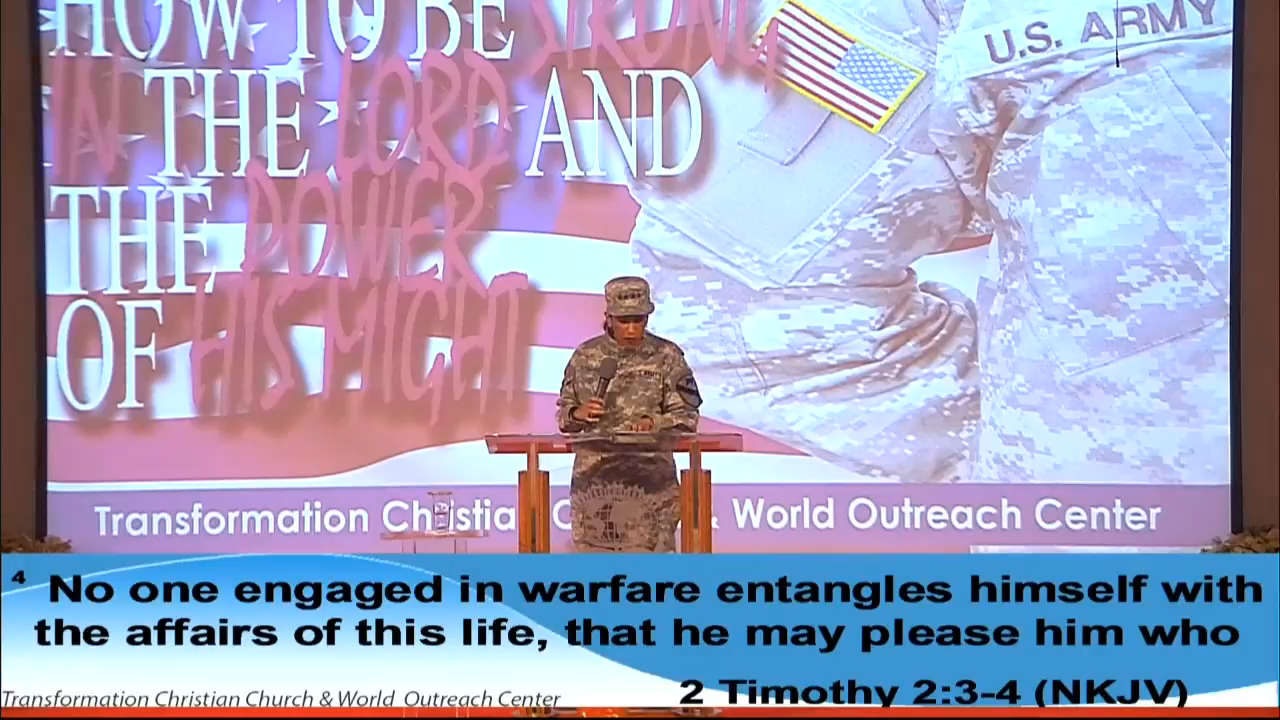 HOW TO BE STRONG
IN THE LORD AND
THE POWER
OF HIS MIGHT
U.S. ARMY
Transformation Christian & World Outreach Center
4 No one engaged in warfare entangles himself with
the affairs of this life, that he may please him who
2 Timothy 2:3-4 (NKJV)
Transformation Christian Church & World Outreach Center